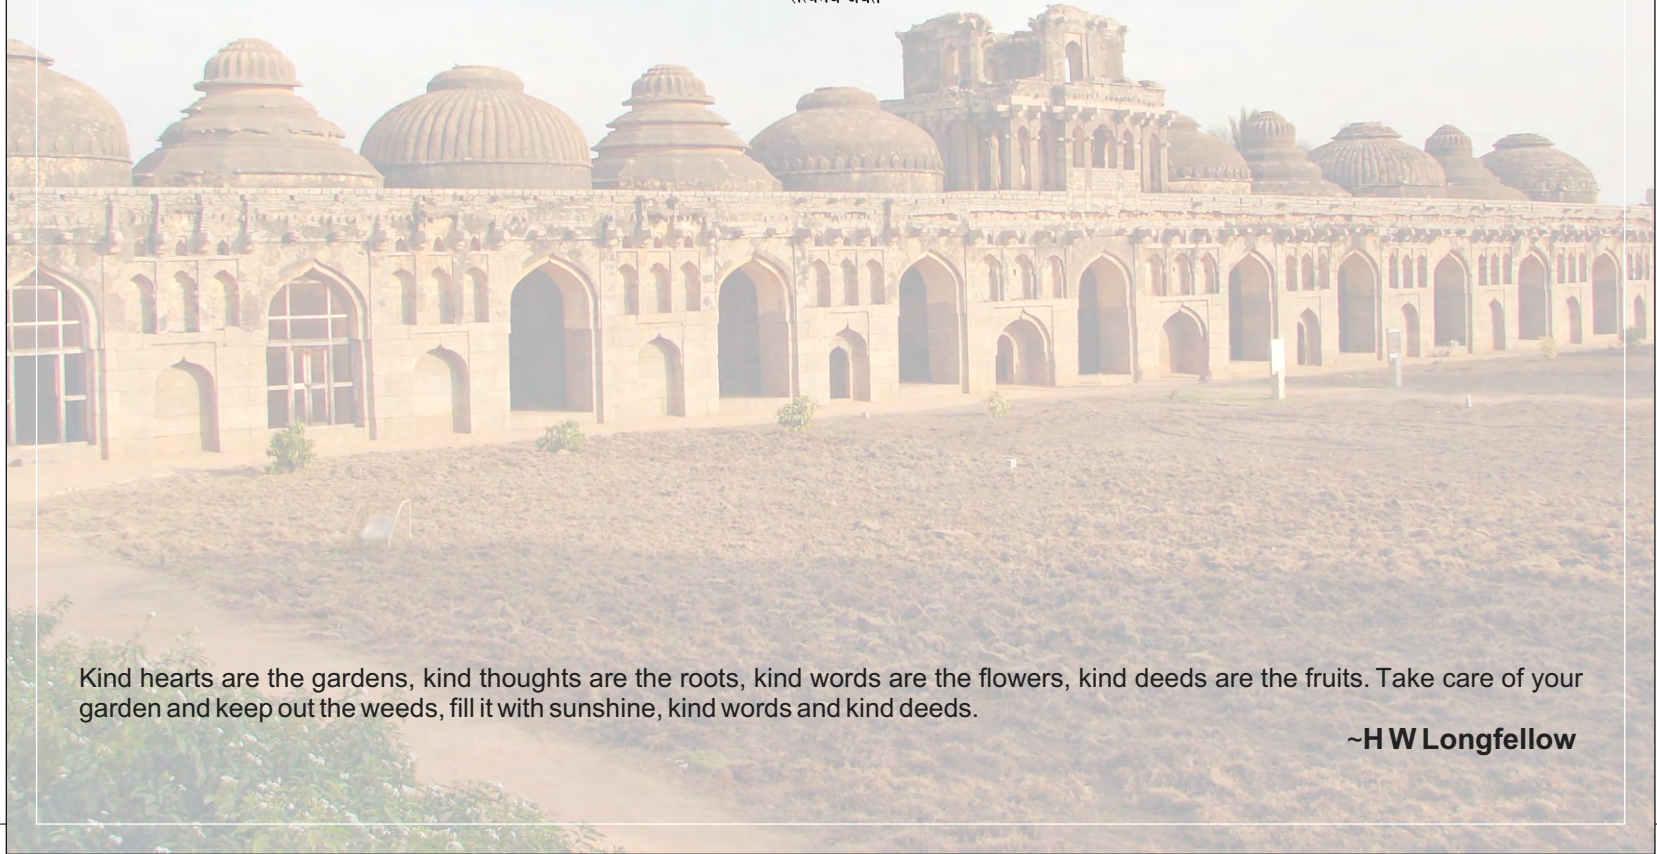 Kind hearts are the gardens, kind thoughts are the roots, kind words are the flowers, kind deeds are the fruits. Take care of your
garden and keep out the weeds, fill it with sunshine, kind words and kind deeds.
~H W Longfellow